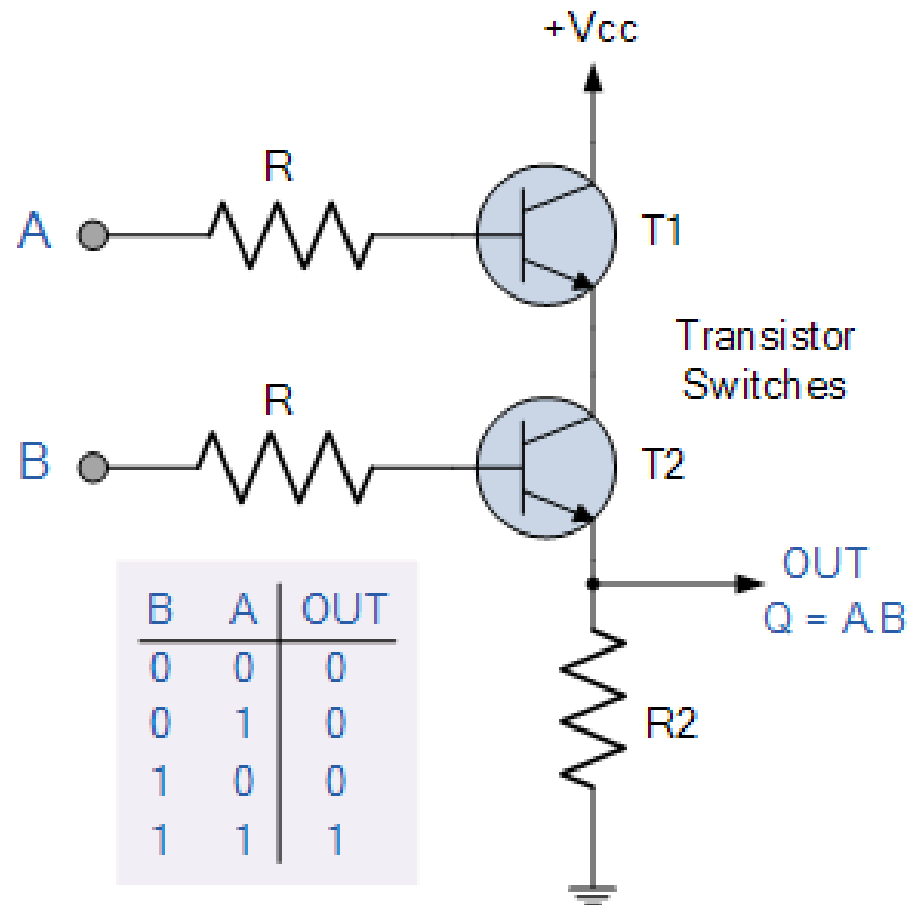 +Vcc
R
A
T1
Transistor
Switches
R
B
T2
OUT
Q = A.B
B A OUT
0 0 0
0 1 0
1 0 0
1 1 1
R2